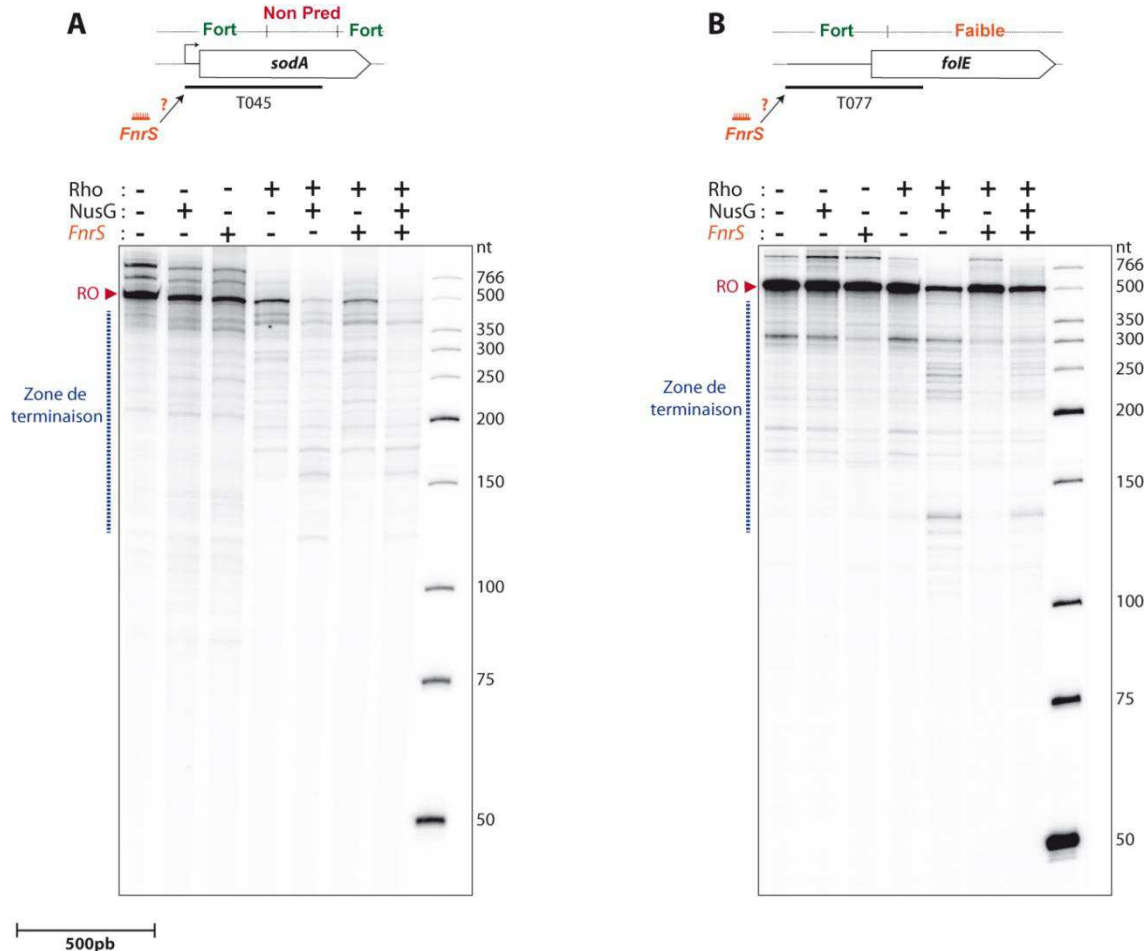 A
Fort
Non Pred
Fort
sodA
T045
?
FnrS
Rho : - - - + + + +
NusG : - + - - + - +
FnrS : - - + - - + +
nt
RO
766
500
350
300
250
Zone de
terminaison
200
150
100
75
50
500pb
B
Fort
Faible
folE
T077
?
FnrS
Rho : - - - + + + +
NusG : - + - - + - +
FnrS : - - + - - + +
nt
RO
766
500
350
300
250
Zone de
terminaison
200
150
100
75
50